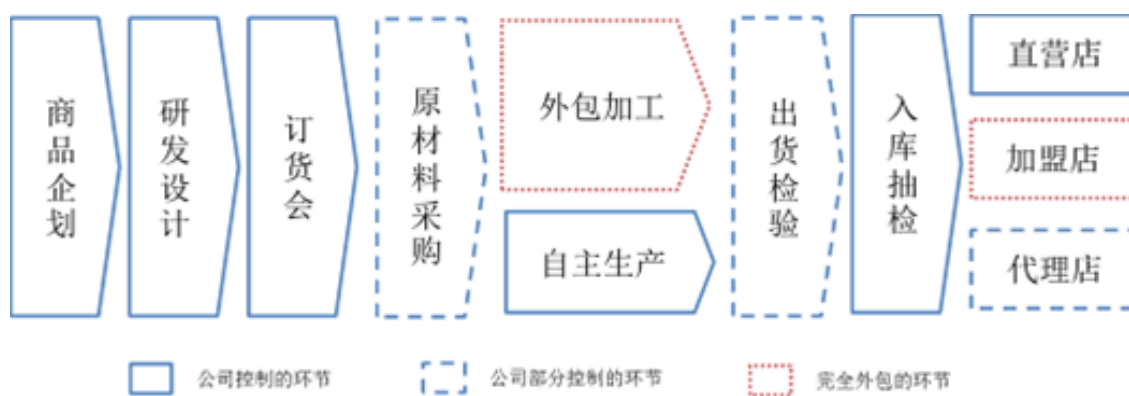 商品企划
研发设计
订货会
原材料采购
外包加工
自主生产
出货检验
入库抽检
直营店
加盟店
代理店
公司控制的环节
公司部分控制的环节
完全外包的环节